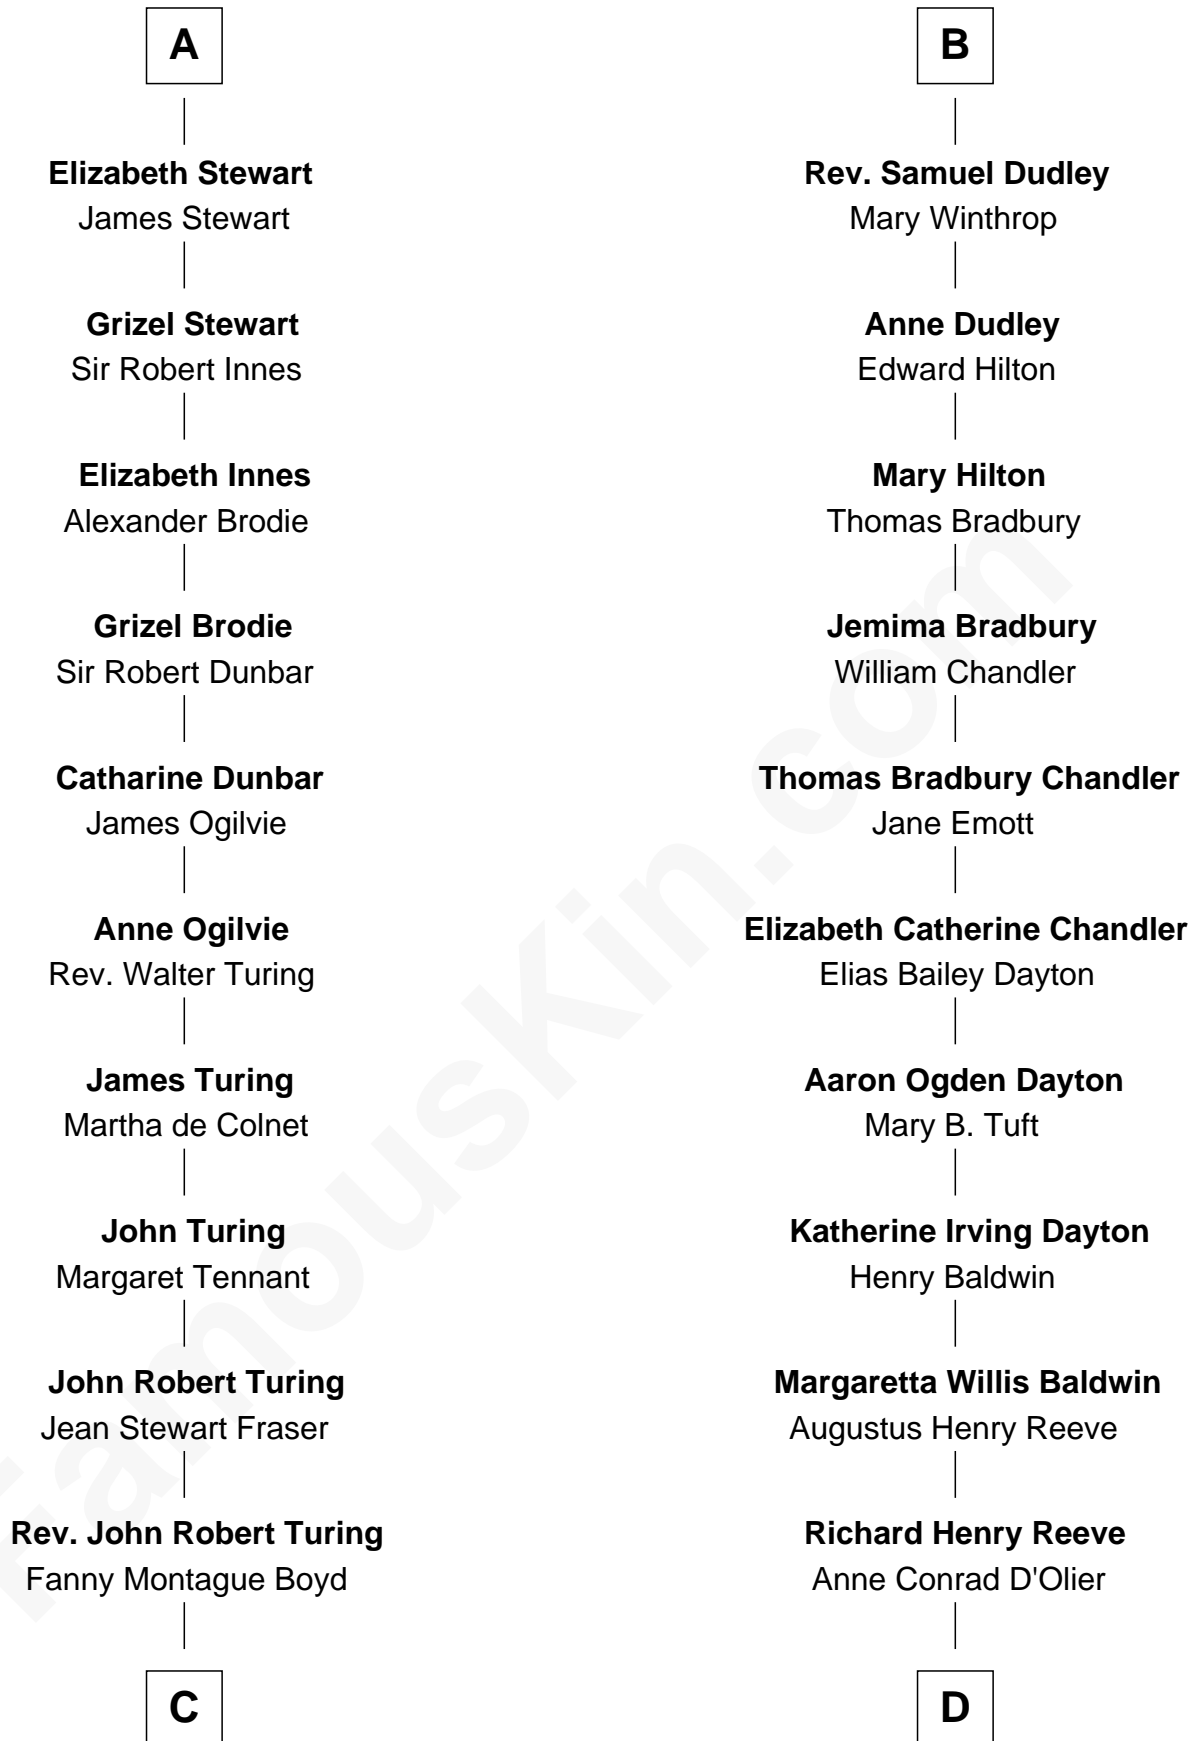 A
Elizabeth Stewart
James Stewart
Grizel Stewart
Sir Robert Innes
Elizabeth Innes
Alexander Brodie
Grizel Brodie
Sir Robert Dunbar
Catharine Dunbar
James Ogilvie
Anne Ogilvie
Rev. Walter Turing
James Turing
Martha de Colnet
John Turing
Margaret Tennant
John Robert Turing
Jean Stewart Fraser
Rev. John Robert Turing
Fanny Montague Boyd
C
B
Rev. Samuel Dudley
Mary Winthrop
Anne Dudley
Edward Hilton
Mary Hilton
Thomas Bradbury
Jemima Bradbury
William Chandler
Thomas Bradbury Chandler
Jane Emott
Elizabeth Catherine Chandler
Elias Bailey Dayton
Aaron Ogden Dayton
Mary B. Tuft
Katherine Irving Dayton
Henry Baldwin
Margaretta Willis Baldwin
Augustus Henry Reeve
Richard Henry Reeve
Anne Conrad D'Olier
D
FamousKin.com